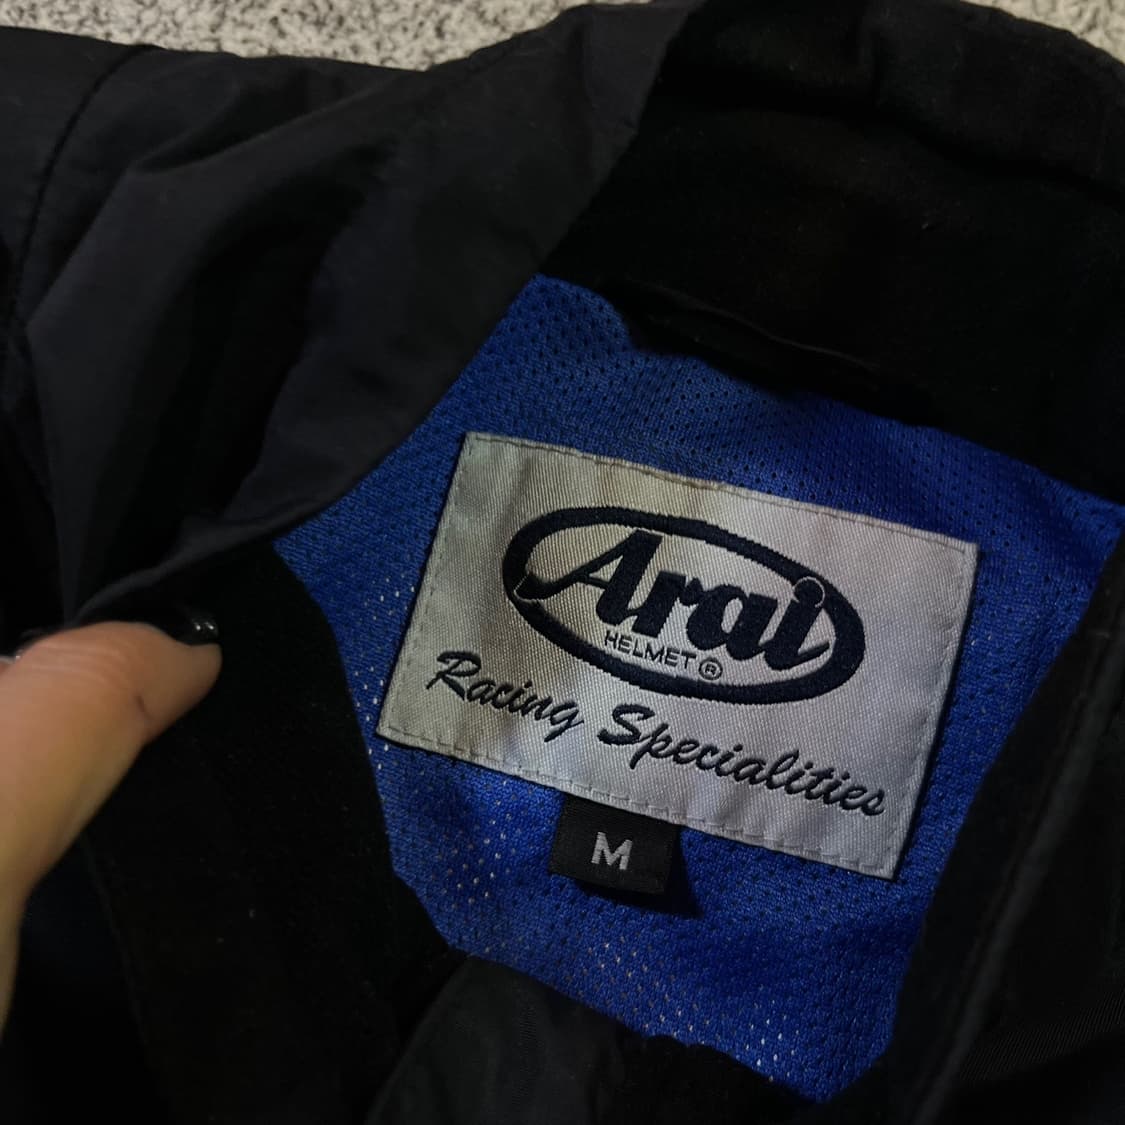 Arai
HELMET ®
Racing Specialities
M